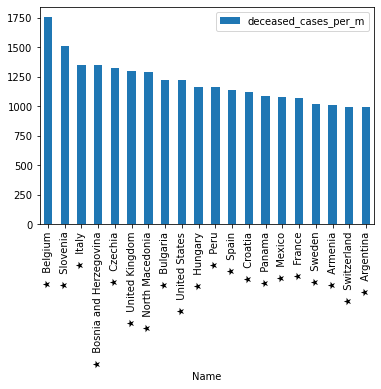 deceased_cases_per_m
1750
1500
1250
1000
750
500
250
0
★ Belgium
★ Slovenia
★ Italy
★ Bosnia and Herzegovina
★ Czechia
★ United Kingdom
★ North Macedonia
★ Bulgaria
★ United States
★ Hungary
★ Peru
★ Spain
★ Croatia
★ Panama
★ Mexico
★ France
★ Sweden
★ Armenia
★ Switzerland
★ Argentina
Name